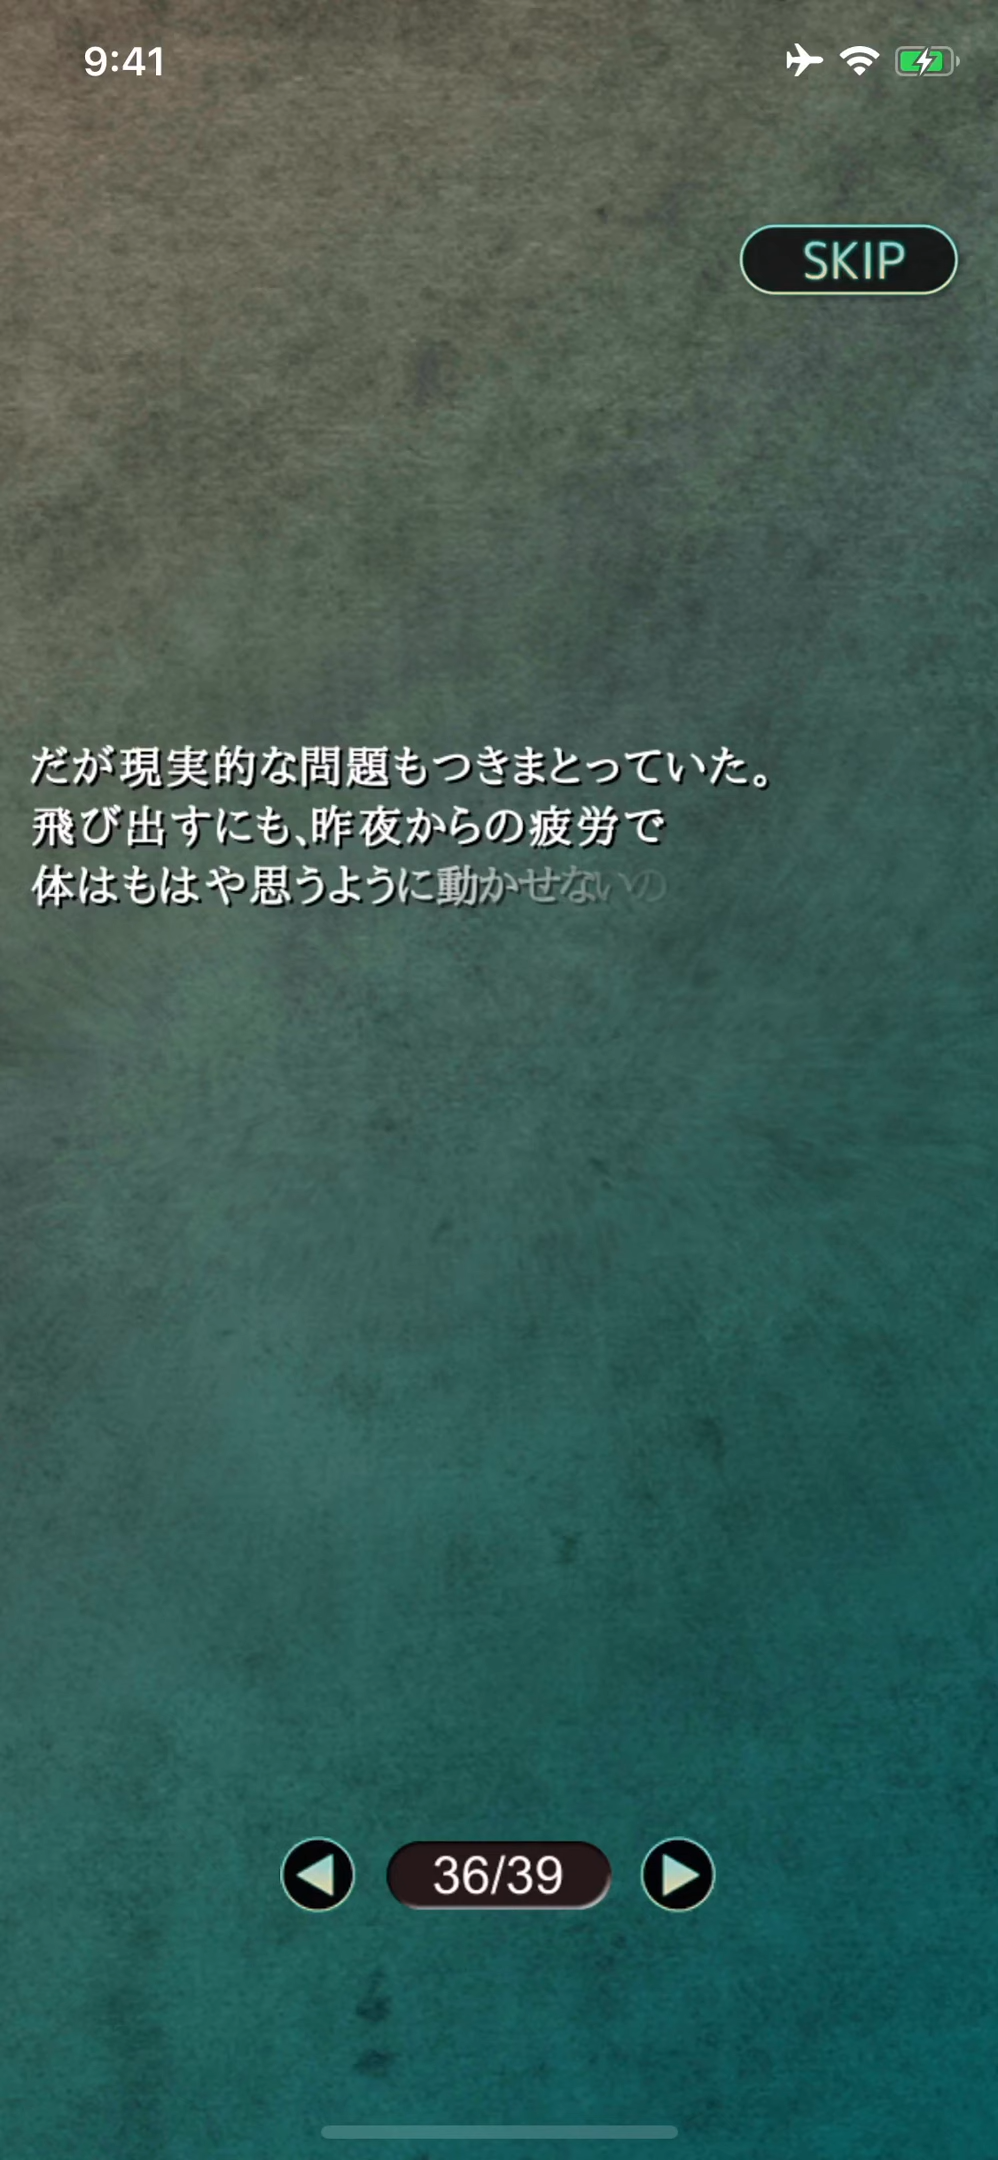 9:41
SKIP
だが現実的な問題もつきまとっていた。
飛び出すにも、昨夜からの疲労で
体はもはや思うように動かせないの
36/39